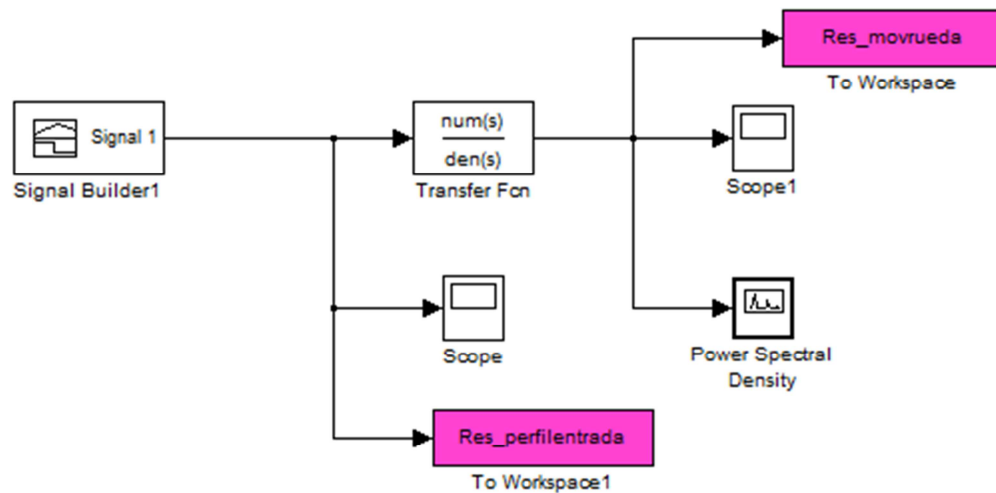 Res_movrueda
To Workspace
Signal 1
Signal Builder1
num(s)
den(s)
Transfer Fcn
Scope1
Scope
Power Spectral
Density
Res_perfilentrada
To Workspace1